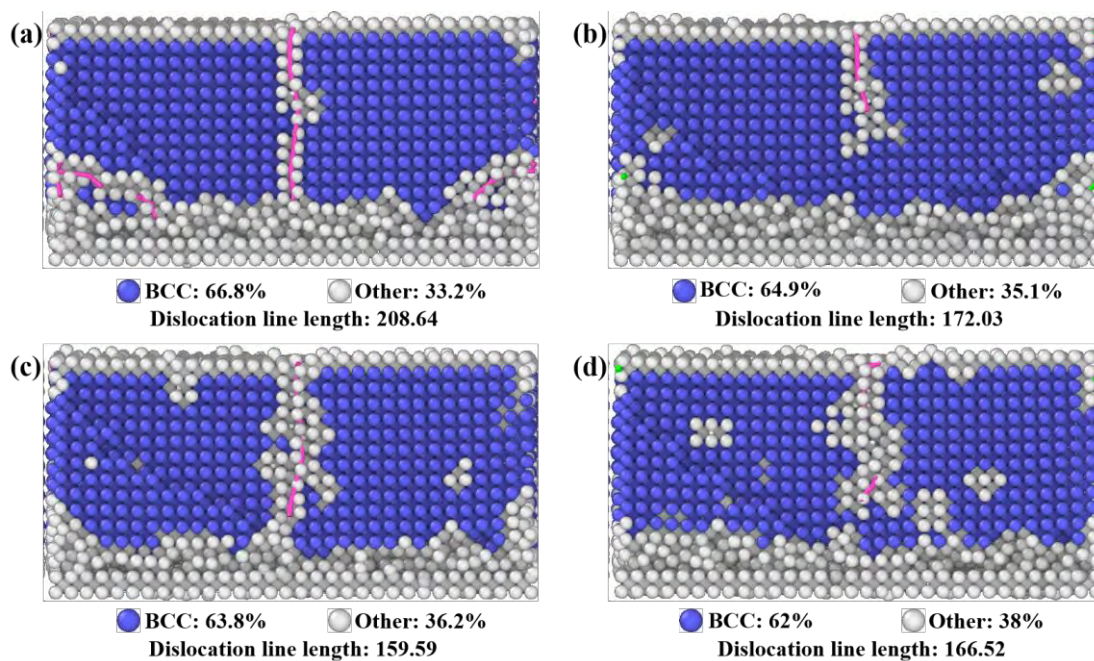 (a)
(b)
BCC: 66.8% Other: 33.2%
Dislocation line length: 208.64
BCC: 64.9% Other: 35.1%
Dislocation line length: 172.03
(c)
(d)
BCC: 63.8% Other: 36.2%
Dislocation line length: 159.59
BCC: 62% Other: 38%
Dislocation line length: 166.52